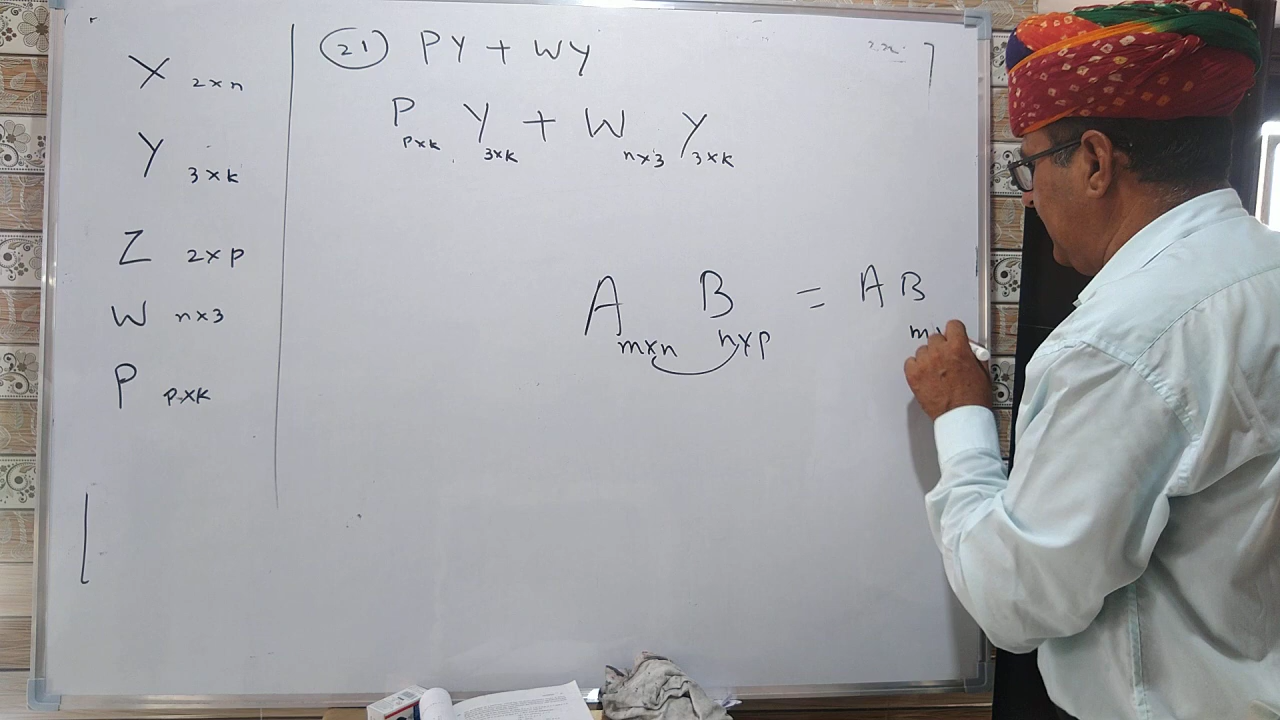 X 2×n
Y 3×k
Z 2×p
W n×3
P p×k
21 PY + WY
P p×k Y 3×k + W n×3 Y 3×k
A m×n B n×p = AB